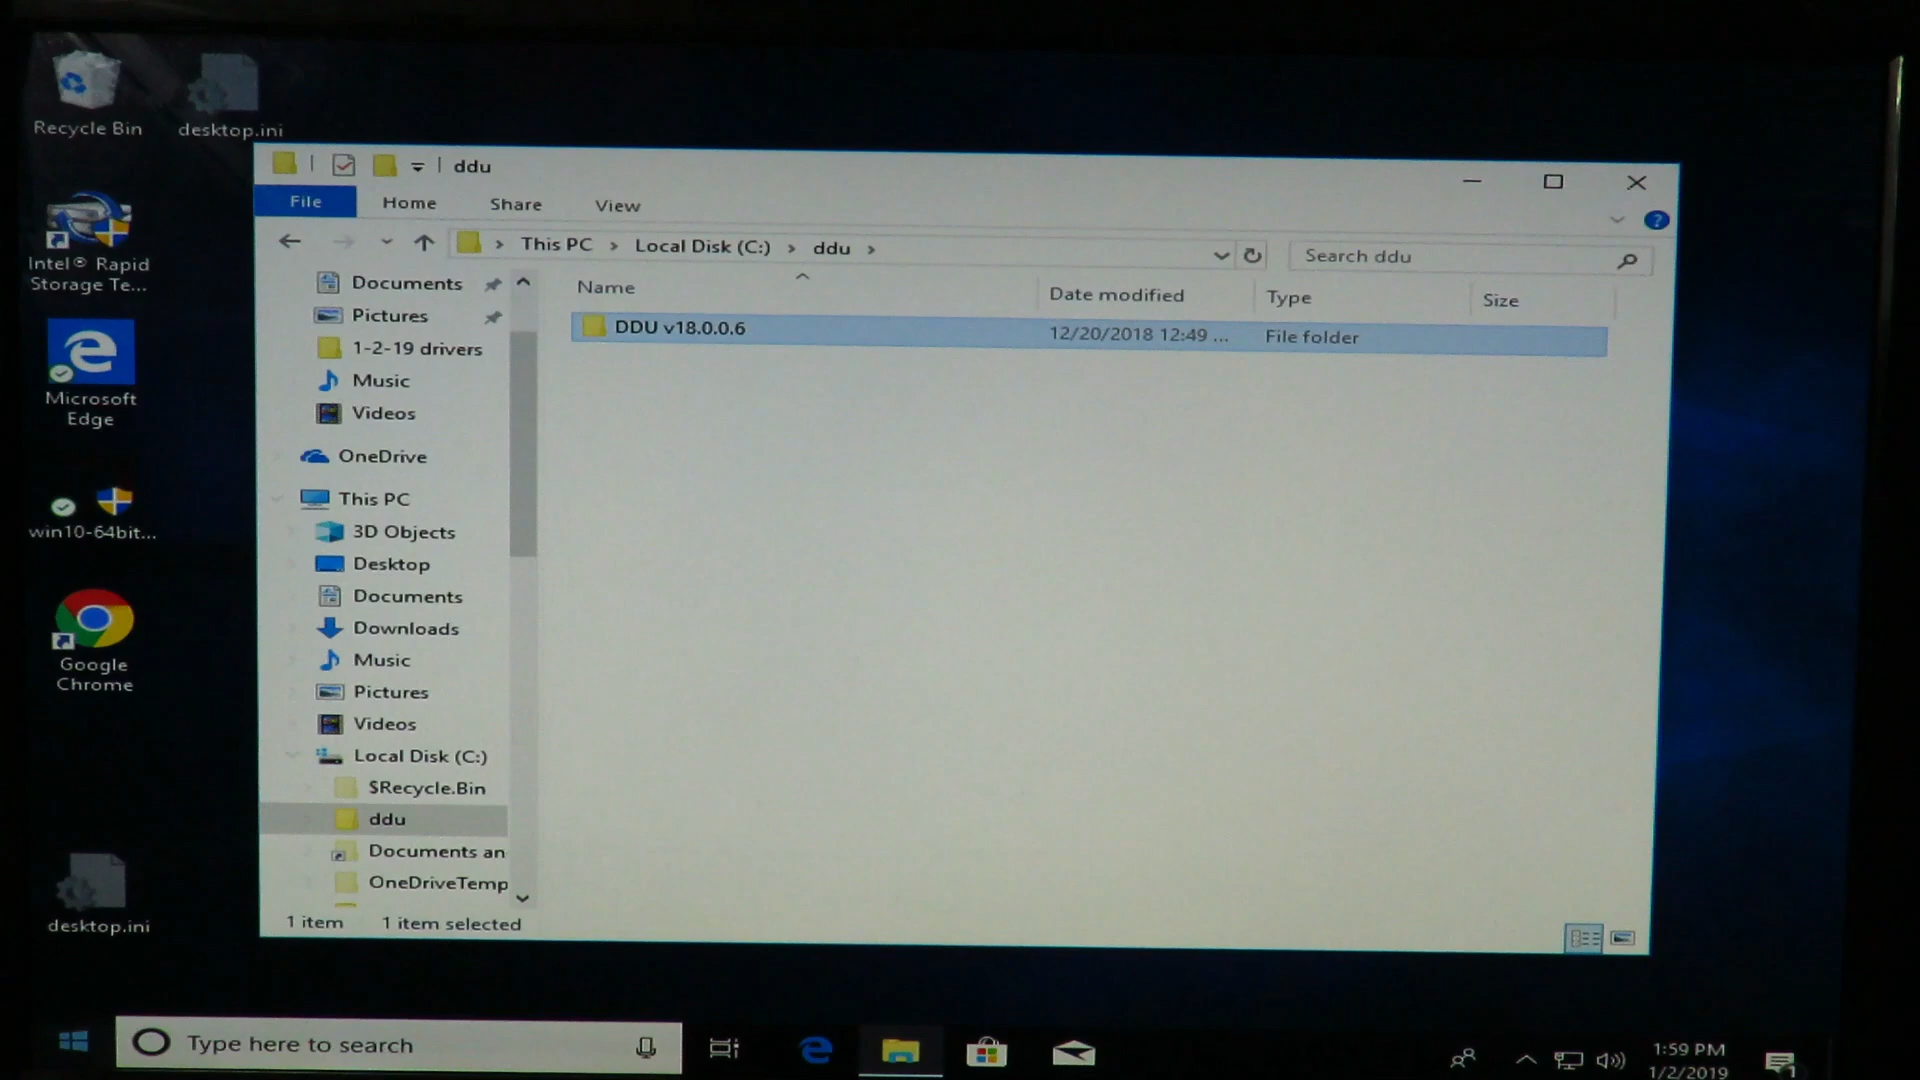 Recycle Bin
desktop.ini
Intel® Rapid
Storage Te...
Microsoft
Edge
win10-64bit...
Google
Chrome
desktop.ini
ddu
File
Home
Share
View
?
This PC
Local Disk (C:)
ddu
Search ddu
Documents
Pictures
1-2-19 drivers
Music
Videos
OneDrive
This PC
3D Objects
Desktop
Documents
Downloads
Music
Pictures
Videos
Local Disk (C:)
$Recycle.Bin
ddu
Documents an
OneDriveTemp
Name
Date modified
Type
Size
DDU v18.0.0.6
12/20/2018 12:49 ...
File folder
1 item
1 item selected
Type here to search
1:59 PM
1/2/2019
1